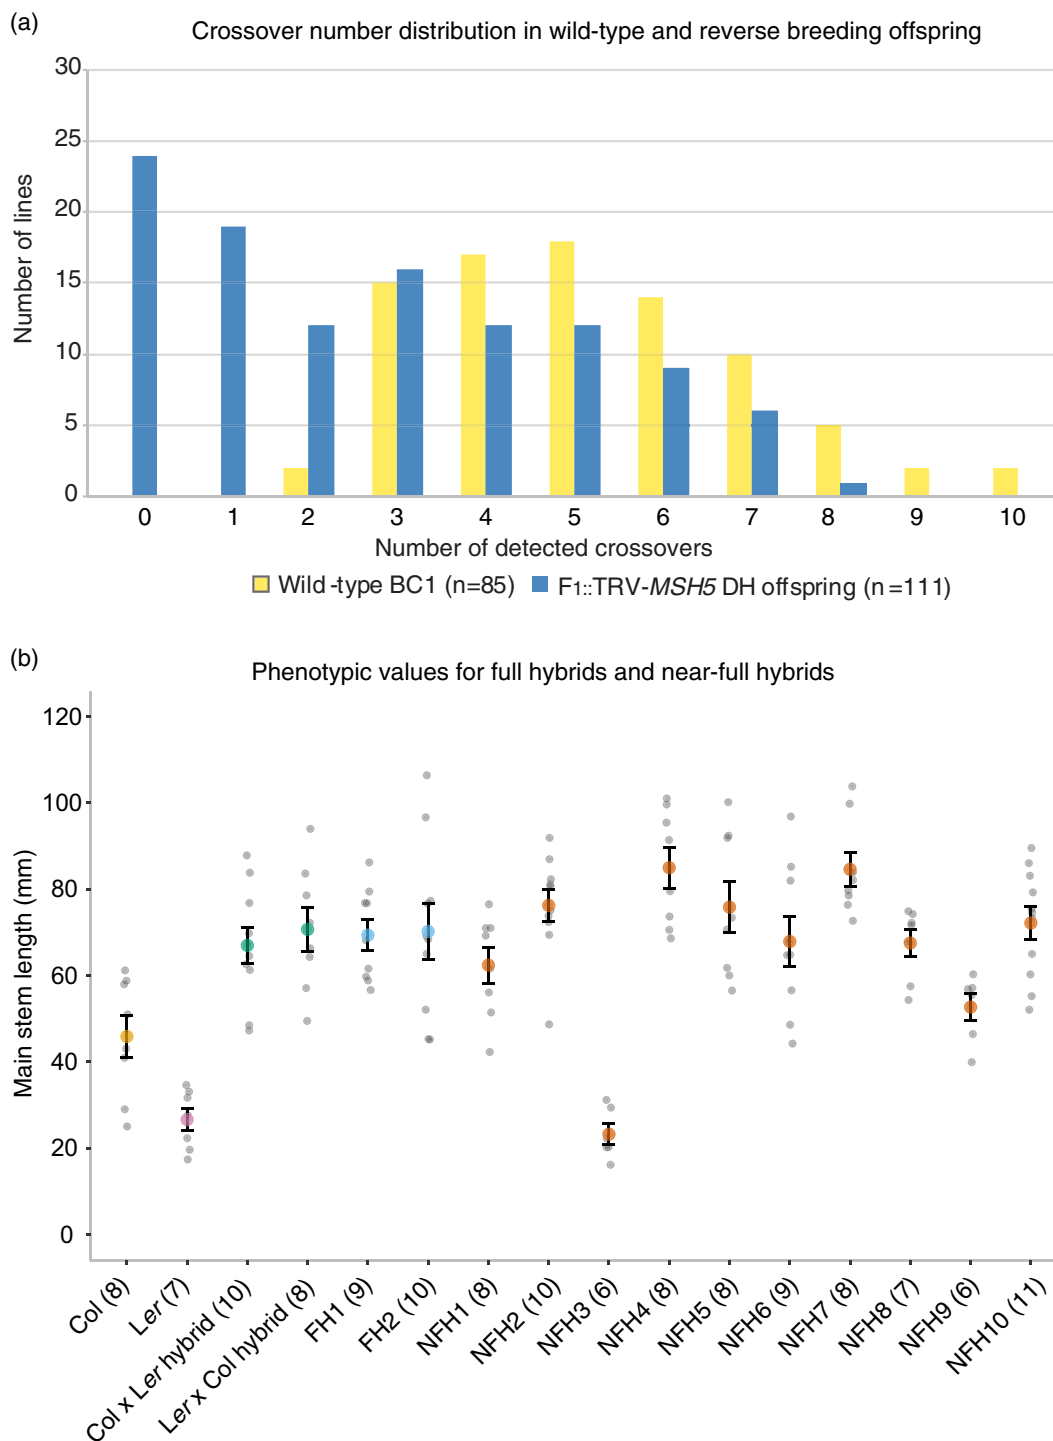 (a)
Crossover number distribution in wild-type and reverse breeding offspring
Number of lines
30
25
20
15
10
5
0
0 1 2 3 4 5 6 7 8 9 10
Number of detected crossovers
Wild-type BC1 (n=85) F1::TRV-MSH5 DH offspring (n=111)
(b)
Phenotypic values for full hybrids and near-full hybrids
Main stem length (mm)
120
100
80
60
40
20
0
Col (8)
Ler (7)
Col x Ler hybrid (10)
Ler x Col hybrid (8)
FH1 (9)
FH2 (10)
NFH1 (8)
NFH2 (10)
NFH3 (6)
NFH4 (8)
NFH5 (8)
NFH6 (9)
NFH7 (8)
NFH8 (7)
NFH9 (6)
NFH10 (11)